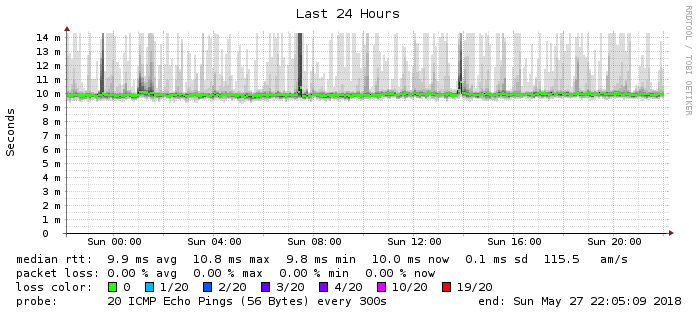 Last 24 Hours
RRDTOOL / TOBI OETIKER
Seconds
14 m
13 m
12 m
11 m
10 m
9 m
8 m
7 m
6 m
5 m
4 m
3 m
2 m
1 m
0
Sun 00:00 Sun 04:00 Sun 08:00 Sun 12:00 Sun 16:00 Sun 20:00
median rtt: 9.9 ms avg 10.8 ms max 9.8 ms min 10.0 ms now 0.1 ms sd 115.5 am/s
packet loss: 0.00 % avg 0.00 % max 0.00 % min 0.00 % now
loss color: 0 1/20 2/20 3/20 4/20 10/20 19/20
probe: 20 ICMP Echo Pings (56 Bytes) every 300s end: Sun May 27 22:05:09 2018